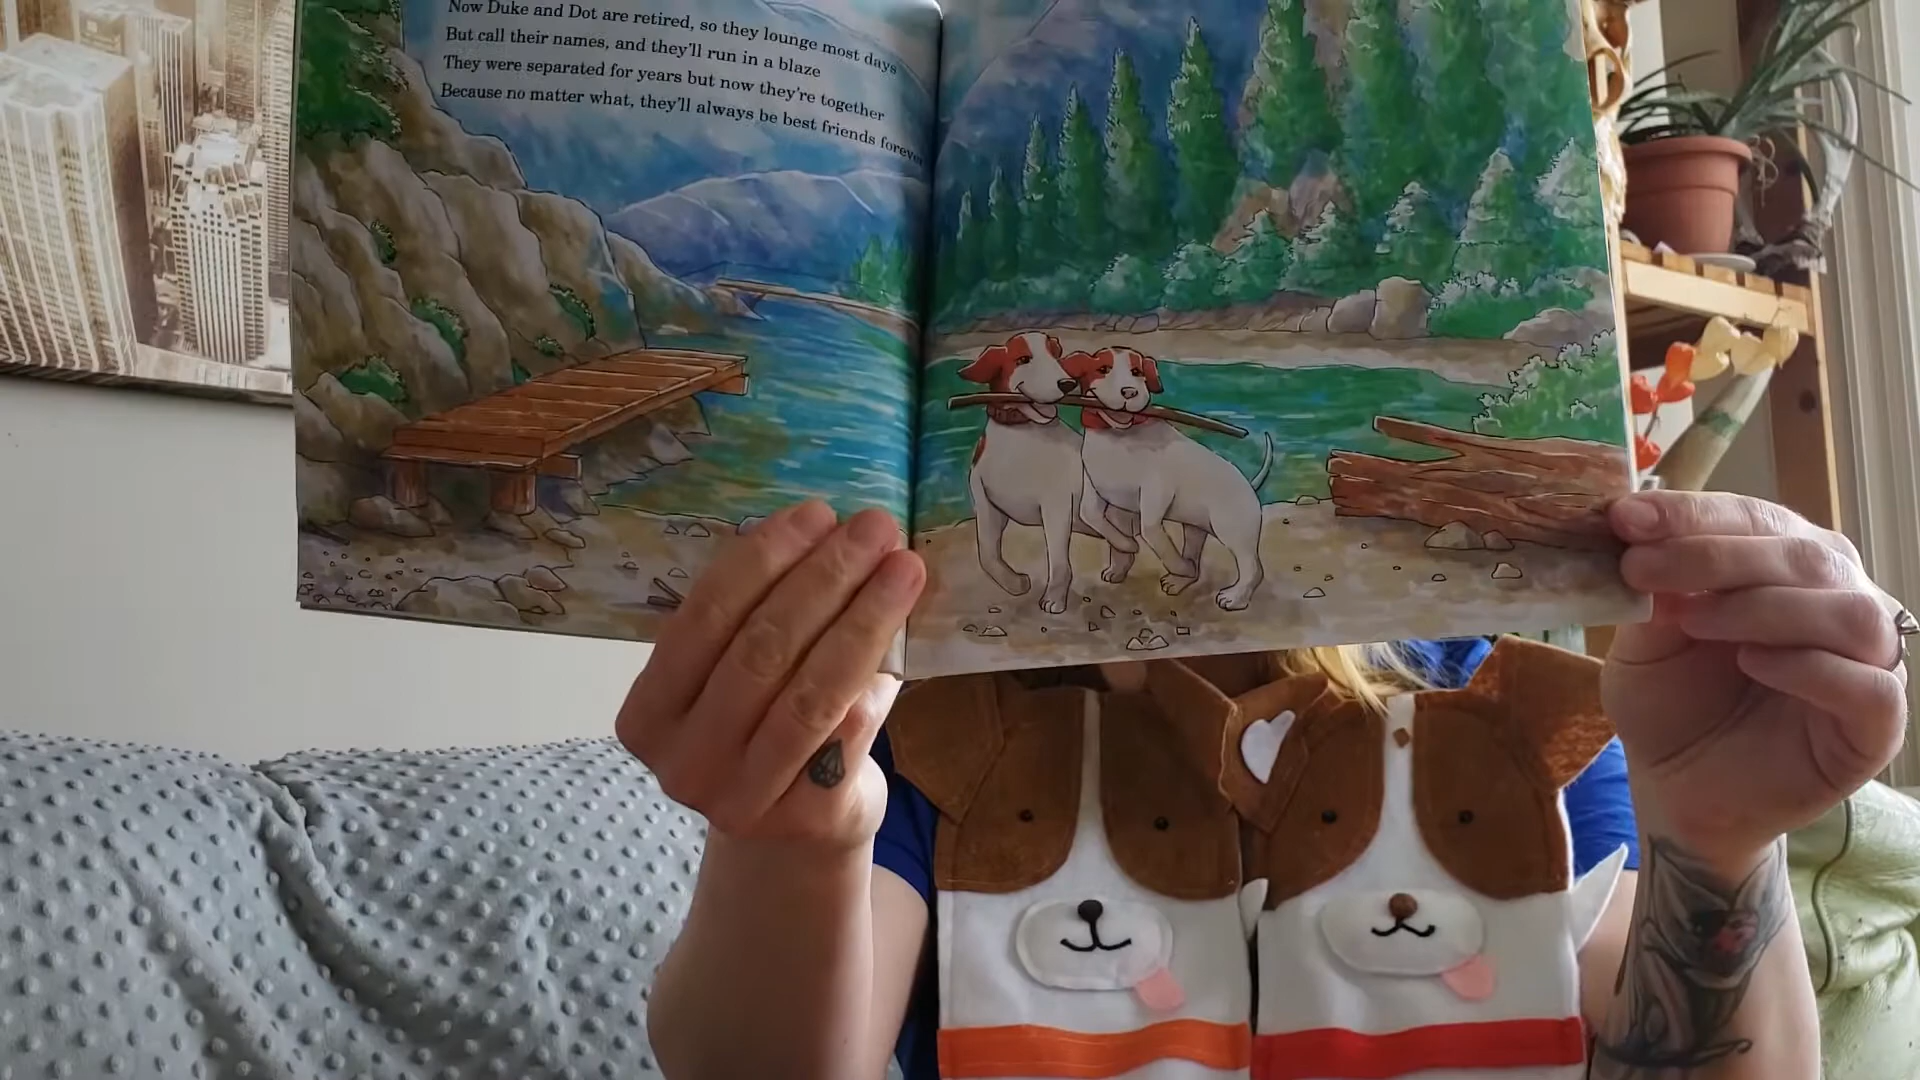 Now Duke and Dot are retired, so they lounge most days
But call their names, and they'll run in a blaze
They were separated for years but now they're together
Because no matter what, they'll always be best friends forever